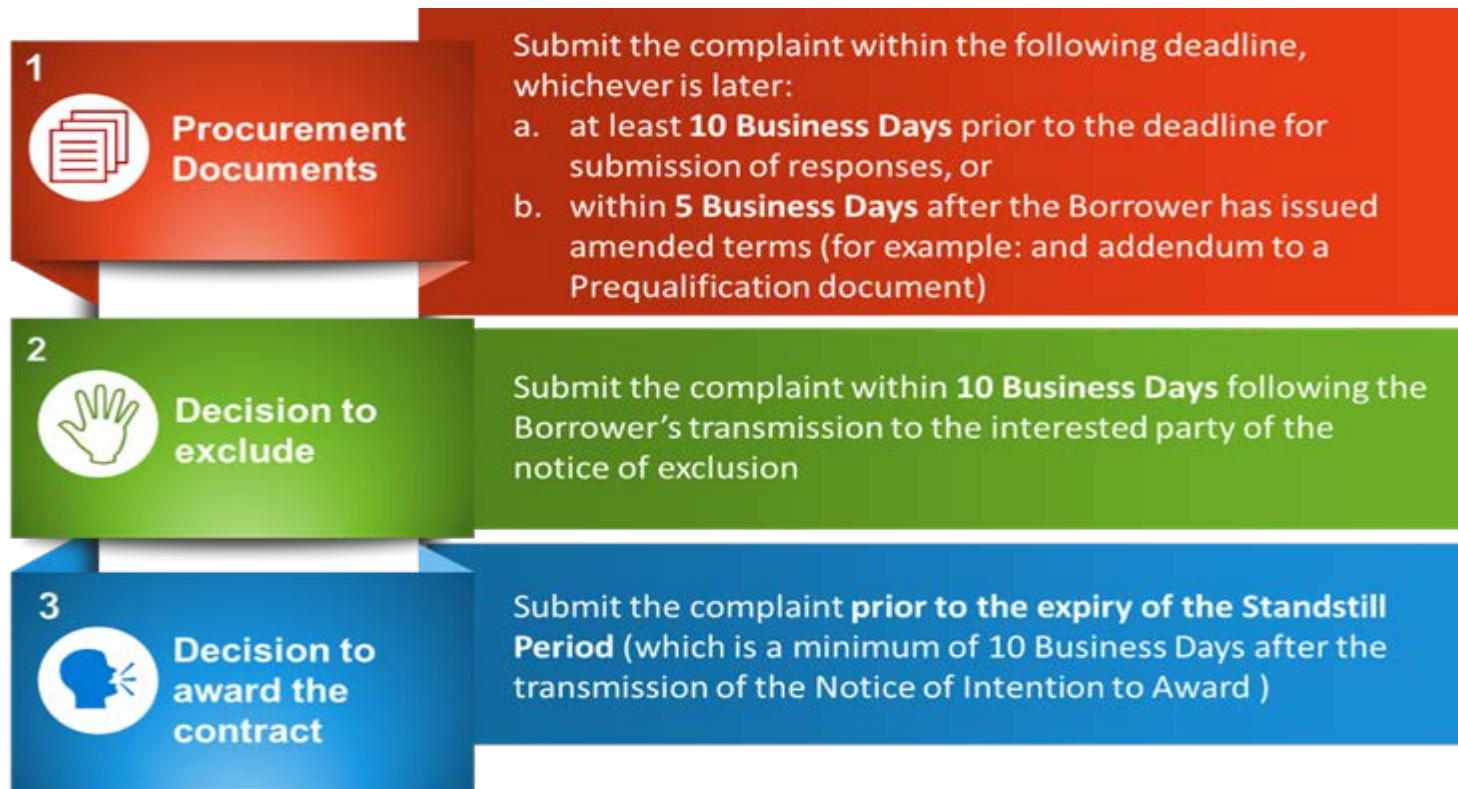 1
Procurement
Documents
Submit the complaint within the following deadline,
whichever is later:
a. at least 10 Business Days prior to the deadline for
submission of responses, or
b. within 5 Business Days after the Borrower has issued
amended terms (for example: and addendum to a
Prequalification document)
2
Decision to
exclude
Submit the complaint within 10 Business Days following the
Borrower's transmission to the interested party of the
notice of exclusion
3
Decision to
award the
contract
Submit the complaint prior to the expiry of the Standstill
Period (which is a minimum of 10 Business Days after the
transmission of the Notice of Intention to Award )